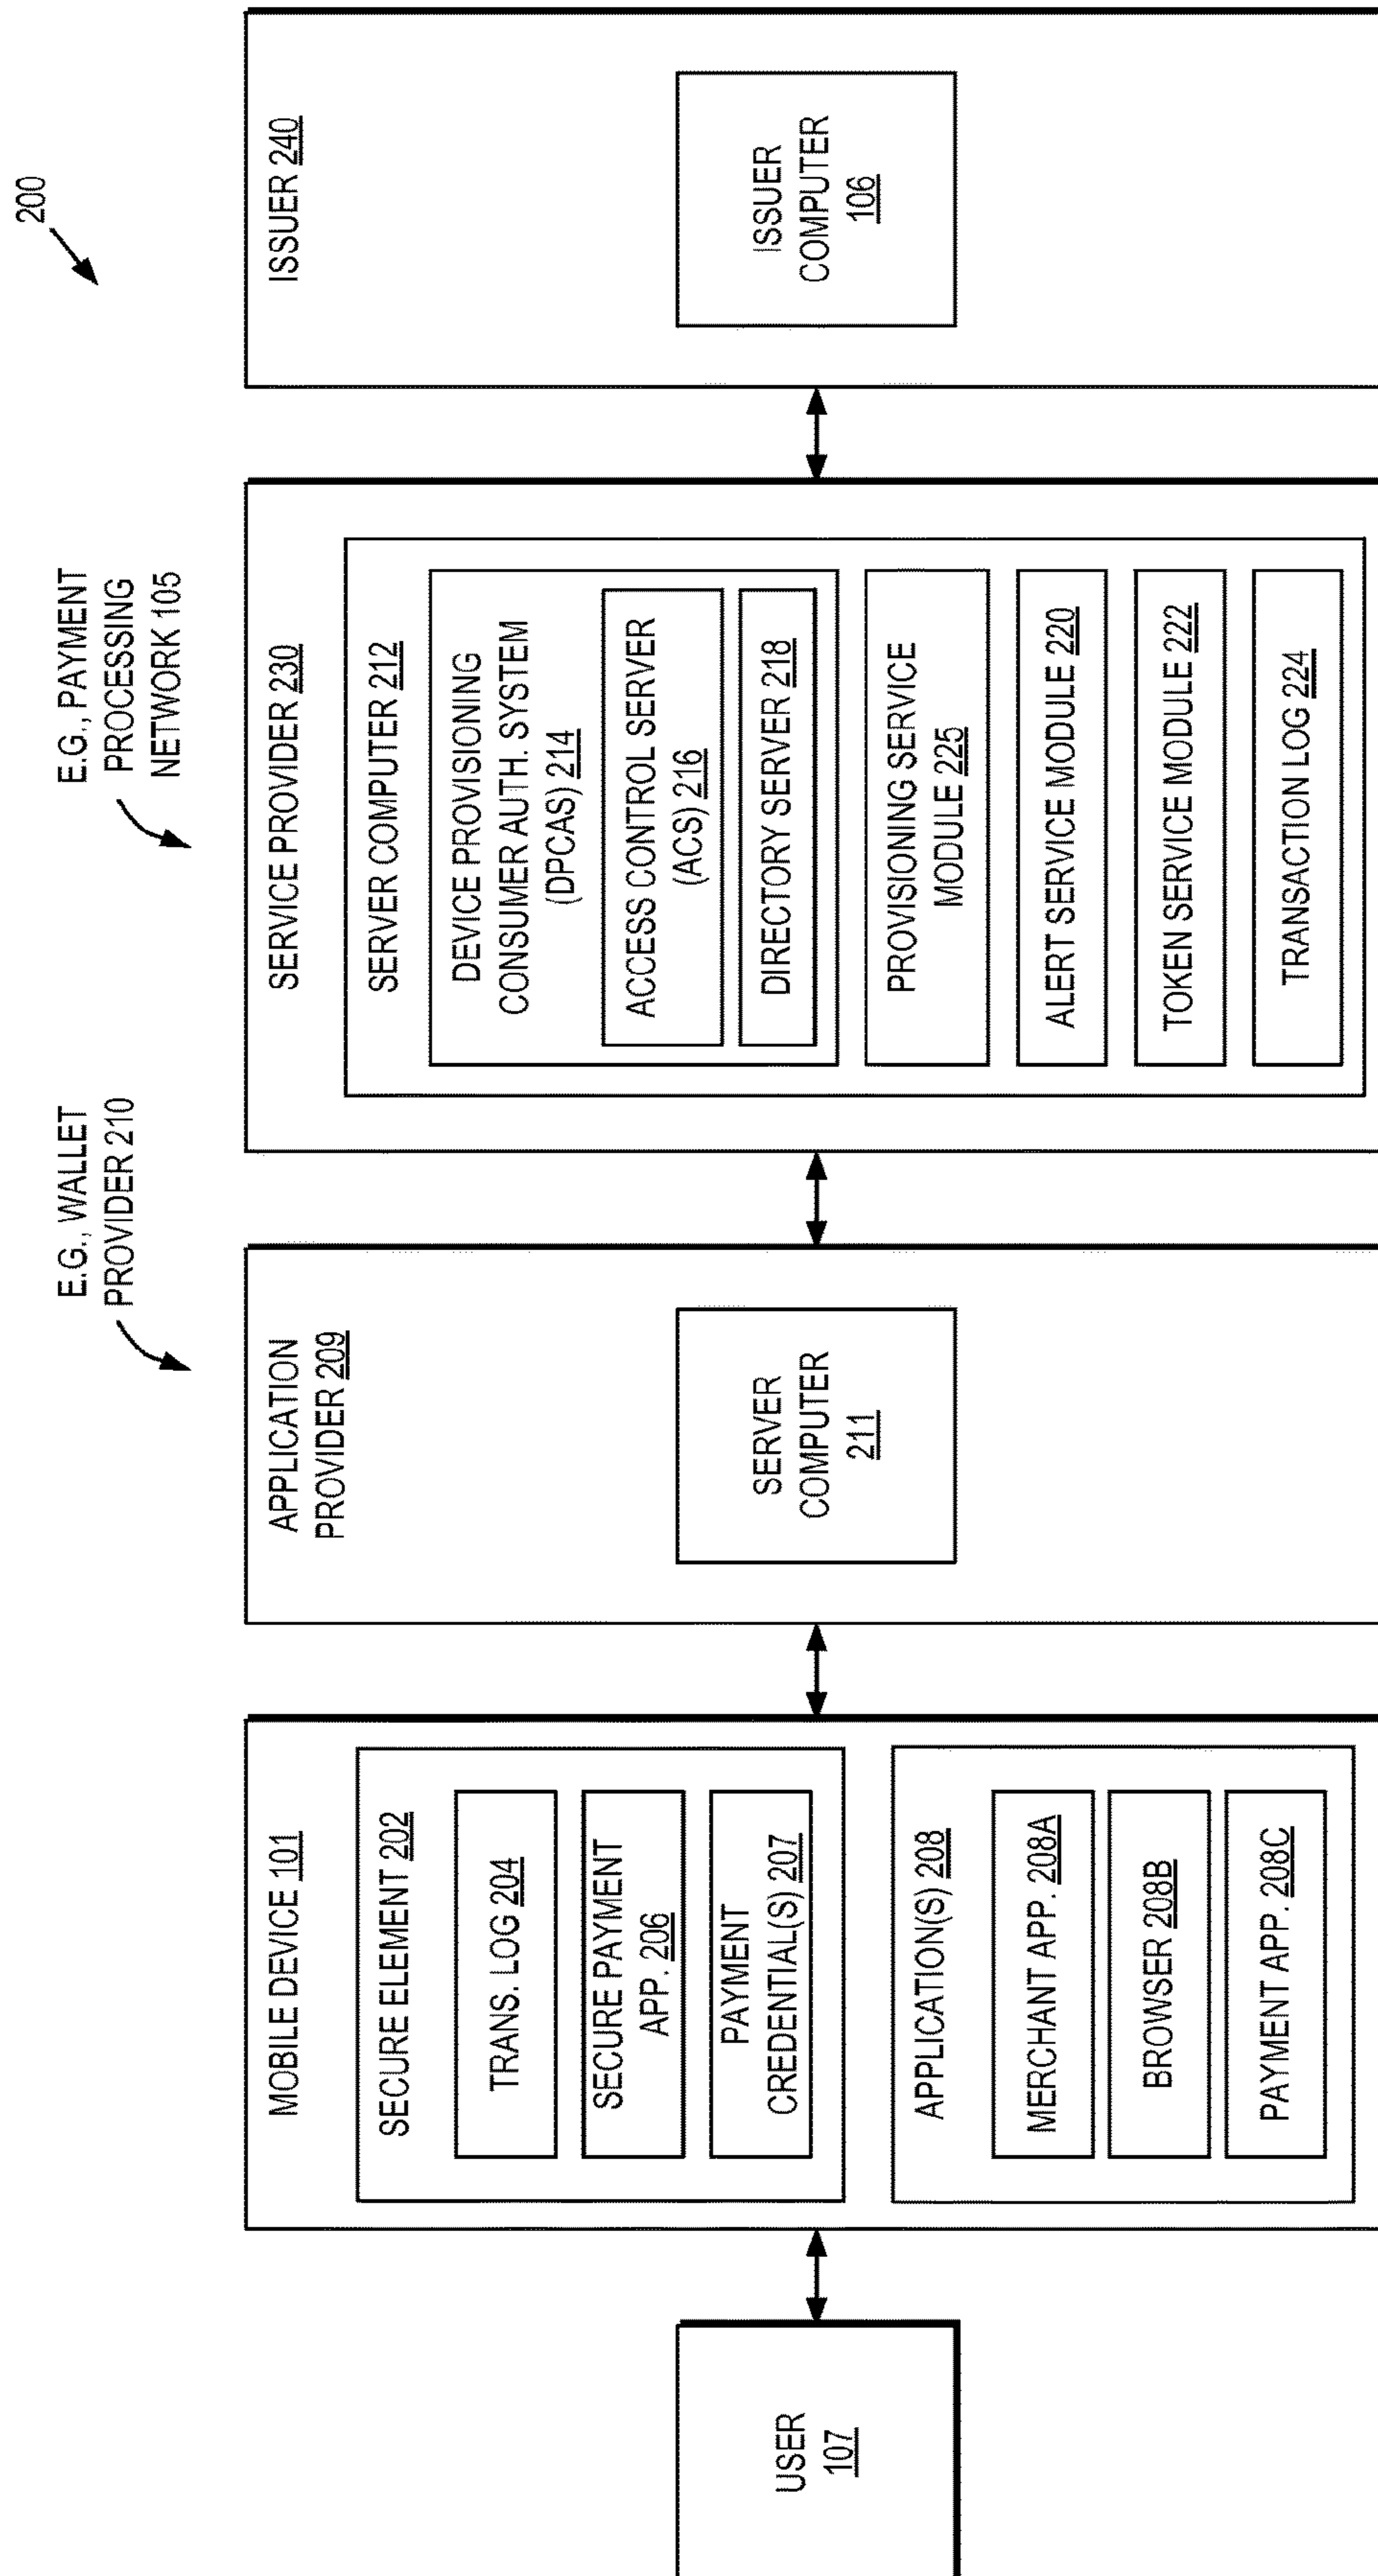 200
E.G., WALLET
PROVIDER 210
E.G., PAYMENT
PROCESSING
NETWORK 105
USER
107
MOBILE DEVICE 101
SECURE ELEMENT 202
TRANS. LOG 204
SECURE PAYMENT
APP. 206
PAYMENT
CREDENTIAL(S) 207
APPLICATION(S) 208
MERCHANT APP. 208A
BROWSER 208B
PAYMENT APP. 208C
APPLICATION
PROVIDER 209
SERVER
COMPUTER
211
SERVICE PROVIDER 230
SERVER COMPUTER 212
DEVICE PROVISIONING
CONSUMER AUTH. SYSTEM
(DPCAS) 214
ACCESS CONTROL SERVER
(ACS) 216
DIRECTORY SERVER 218
PROVISIONING SERVICE
MODULE 225
ALERT SERVICE MODULE 220
TOKEN SERVICE MODULE 222
TRANSACTION LOG 224
ISSUER 240
ISSUER
COMPUTER
106